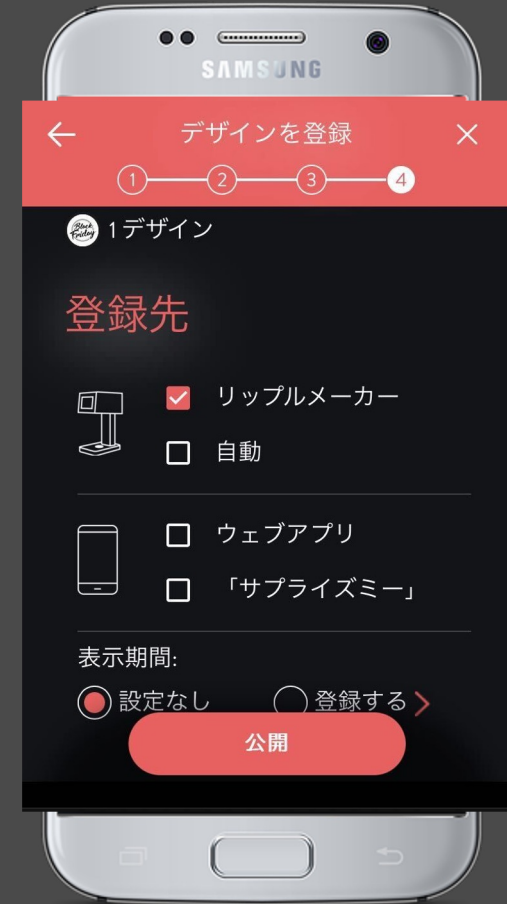 SAMSUNG
デザインを登録
1 2 3 4
Black Friday 1デザイン
登録先
リップルメーカー
自動
ウェブアプリ
「サプライズミー」
表示期間:
設定なし 登録する
公開